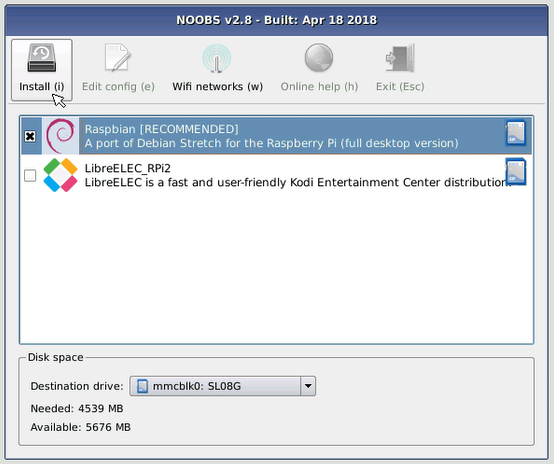 NOOBS v2.8 - Built: Apr 18 2018
Install (i) Edit config (e) Wifi networks (w) Online help (h) Exit (Esc)
Raspbian [RECOMMENDED]
A port of Debian Stretch for the Raspberry Pi (full desktop version)
LibreELEC_RPi2
LibreELEC is a fast and user-friendly Kodi Entertainment Center distribution.
Disk space
Destination drive: mmcblk0: SL08G
Needed: 4539 MB
Available: 5676 MB